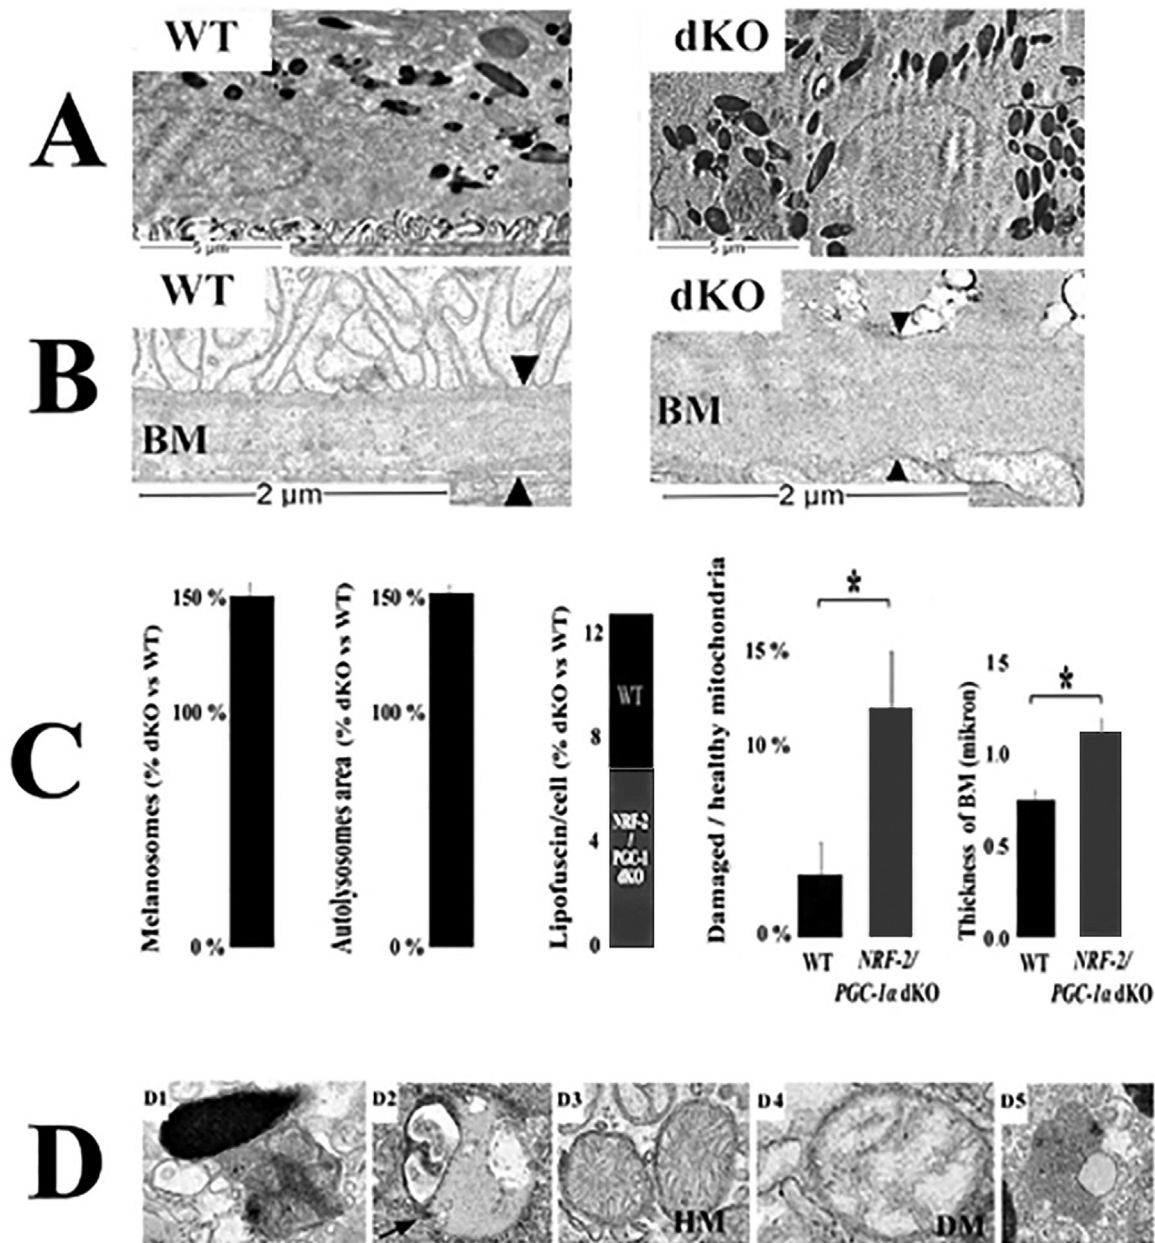 A
WT
dKO
5 µm
5 µm
B
WT
dKO
BM
BM
2 µm
2 µm
C
Melanosomes (% dKO vs WT)
150 %
100 %
0 %
Autolysosomes area (% dKO vs WT)
150 %
100 %
0 %
Lipofuscin/cell (% dKO vs WT)
12
8
4
0
WT
NRF-2
/
PGC-1
dKO
Damaged / healthy mitochondria
15 %
10 %
0 %
*
WT
NRF-2/
PGC-1α dKO
Thickness of BM (mikron)
15
1.0
0.5
0.0
*
WT
NRF-2/
PGC-1α dKO
D
D1
D2
D3
HM
D4
DM
D5